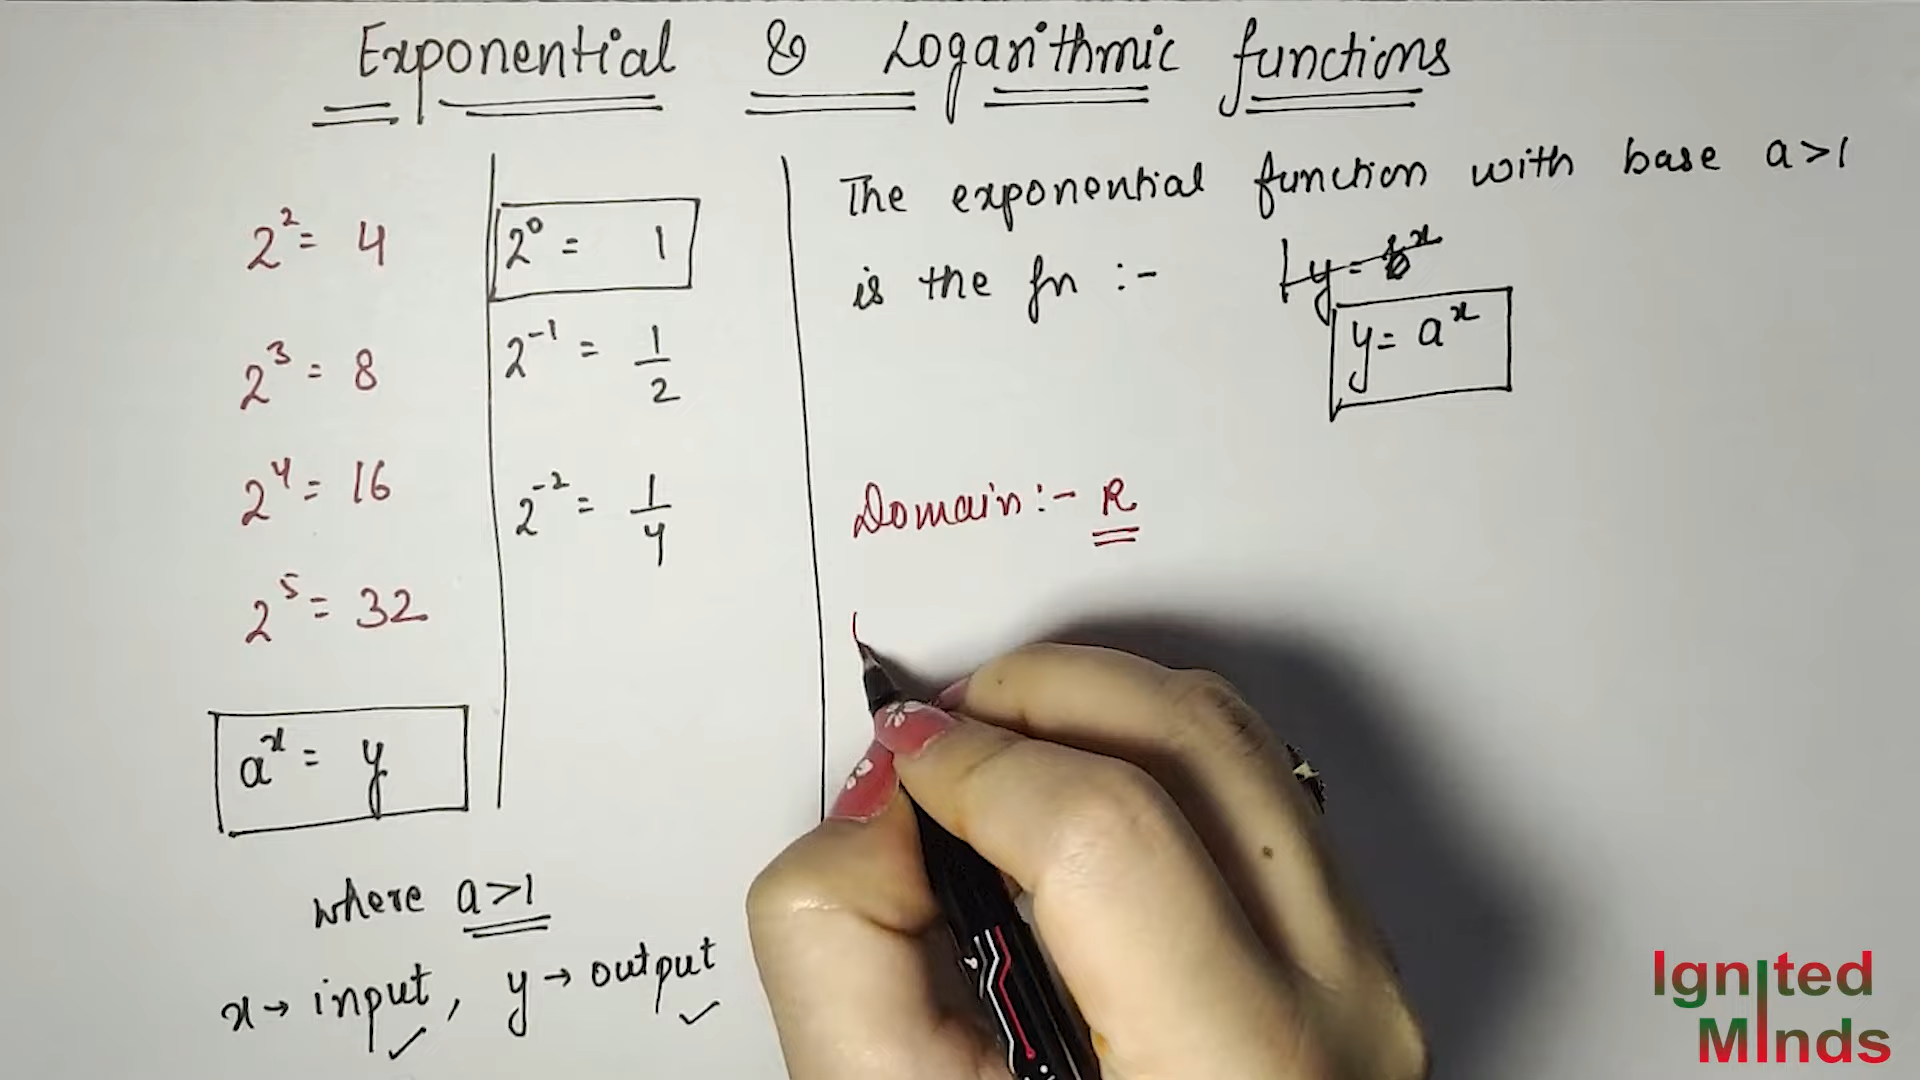 Exponential & Logarithmic functions
2² = 4
2³ = 8
2⁴ = 16
2⁵ = 32
aˣ = y
where a>1
x → input, y → output
2⁰ = 1
2⁻¹ = 1/2
2⁻² = 1/4
The exponential function with base a>1
is the fn :-
y = aˣ
Domain :- R
Ignited
Minds